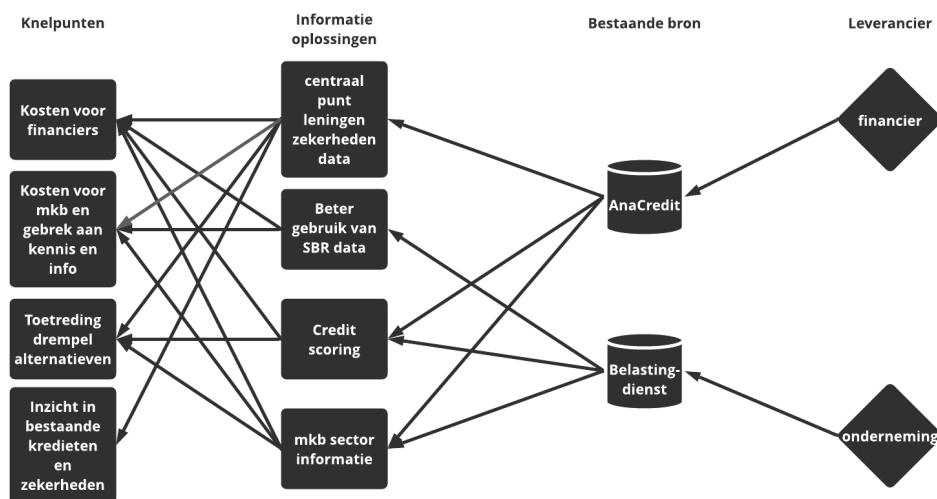 Knelpunten
Informatie
oplossingen
Bestaande bron
Leverancier
Kosten voor
financiers
Kosten voor
mkb en
gebrek aan
kennis en
info
Toetreding
drempel
alternatieven
Inzicht in
bestaande
kredieten
en
zekerheden
centraal
punt
leningen
zekerheden
data
Beter
gebruik van
SBR data
Credit
scoring
mkb sector
informatie
AnaCredit
Belasting-
dienst
financier
onderneming